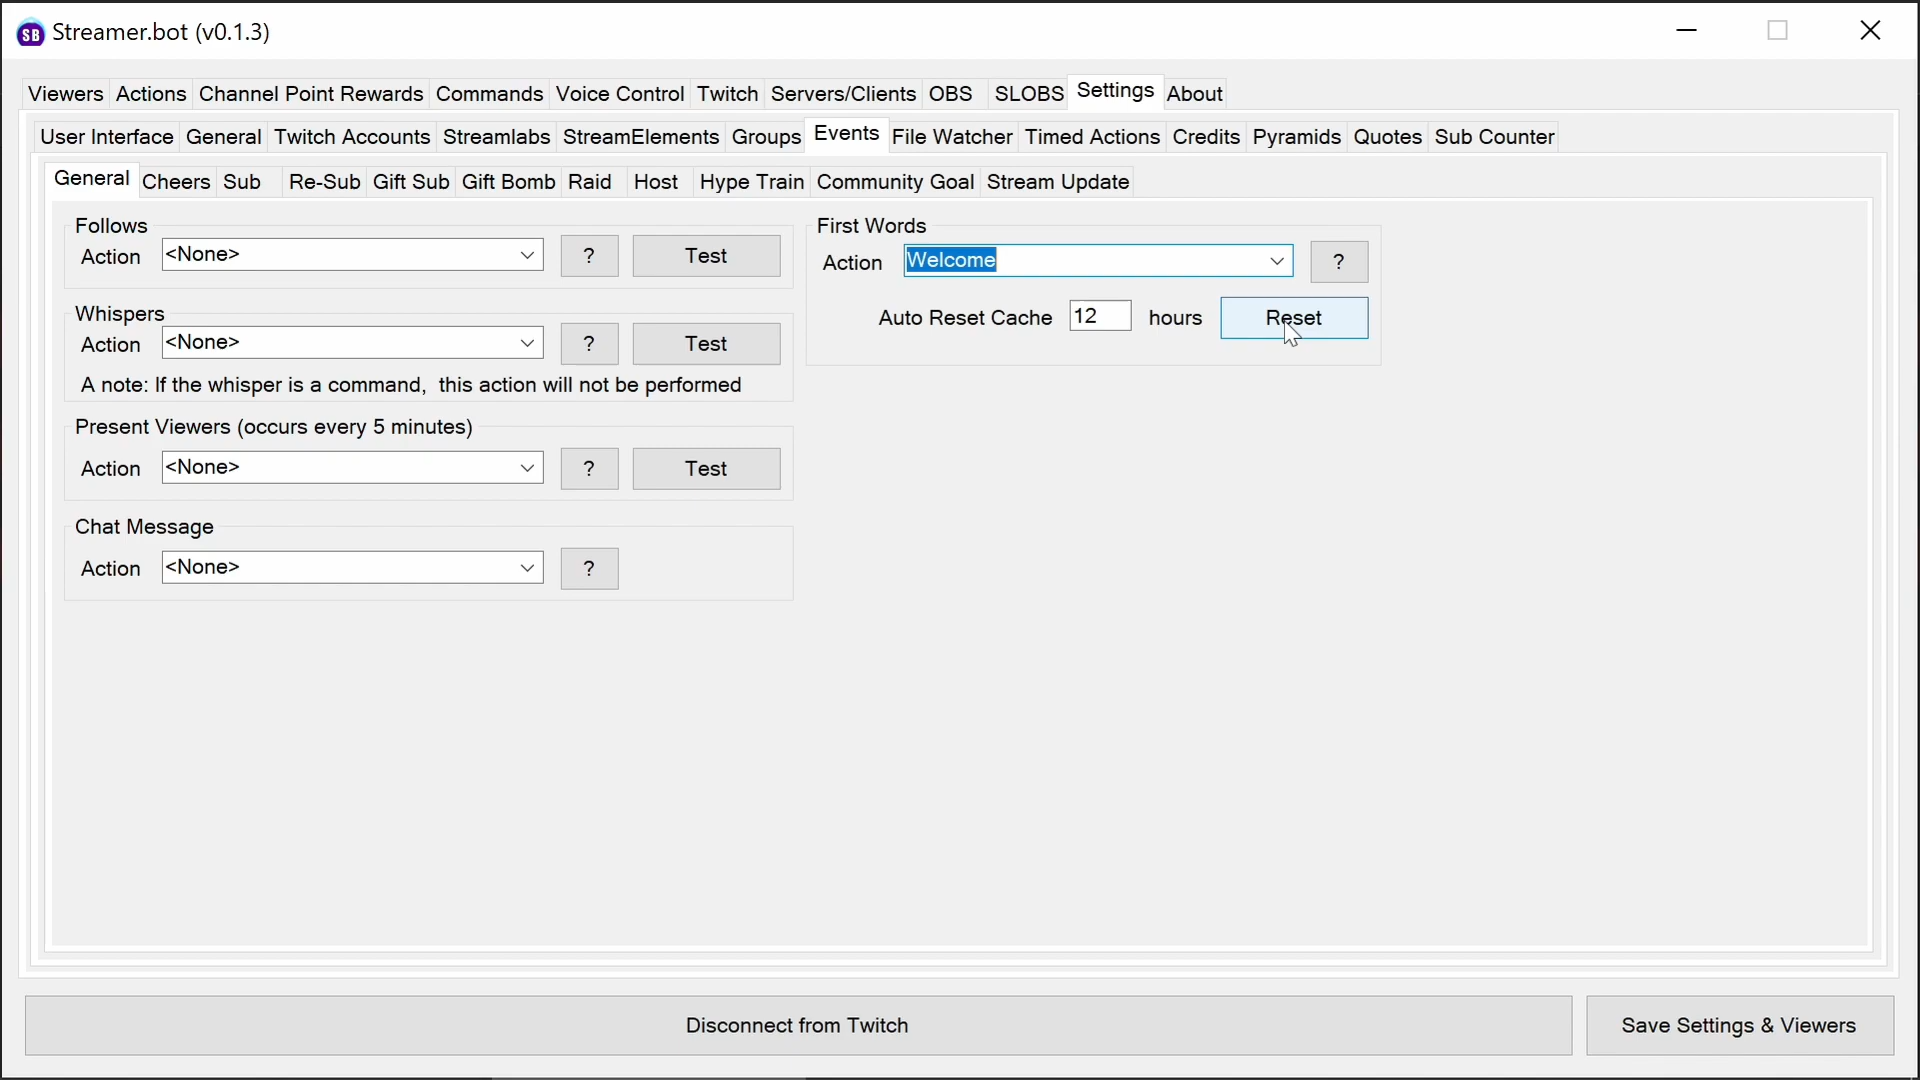 SB Streamer.bot (v0.1.3)
Viewers Actions Channel Point Rewards Commands Voice Control Twitch Servers/Clients OBS SLOBS Settings About
User Interface General Twitch Accounts Streamlabs StreamElements Groups Events File Watcher Timed Actions Credits Pyramids Quotes Sub Counter
General Cheers Sub Re-Sub Gift Sub Gift Bomb Raid Host Hype Train Community Goal Stream Update
Follows
Action <None> ? Test
Whispers
Action <None> ? Test
A note: If the whisper is a command, this action will not be performed
Present Viewers (occurs every 5 minutes)
Action <None> ? Test
Chat Message
Action <None> ?
First Words
Action Welcome ?
Auto Reset Cache 12 hours Reset
Disconnect from Twitch
Save Settings & Viewers